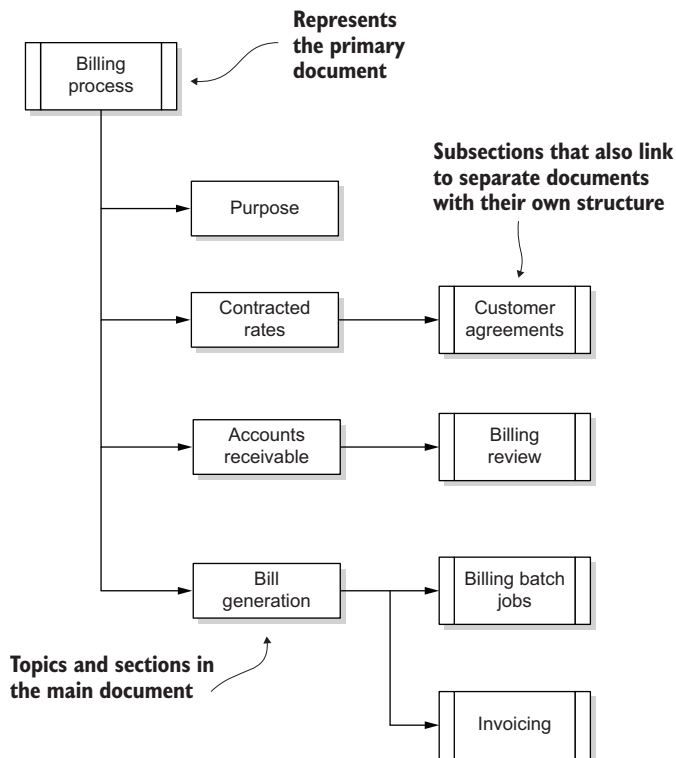 Represents
the primary
document
Billing
process
Subsections that also link
to separate documents
with their own structure
Purpose
Contracted
rates
Customer
agreements
Accounts
receivable
Billing
review
Bill
generation
Billing batch
jobs
Topics and sections in
the main document
Invoicing